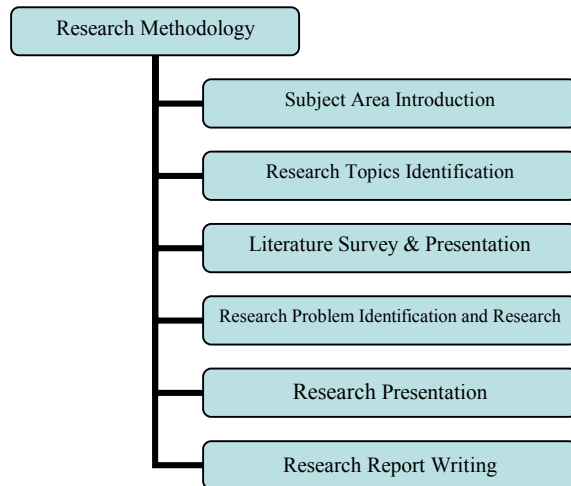 Research Methodology
Subject Area Introduction
Research Topics Identification
Literature Survey & Presentation
Research Problem Identification and Research
Research Presentation
Research Report Writing